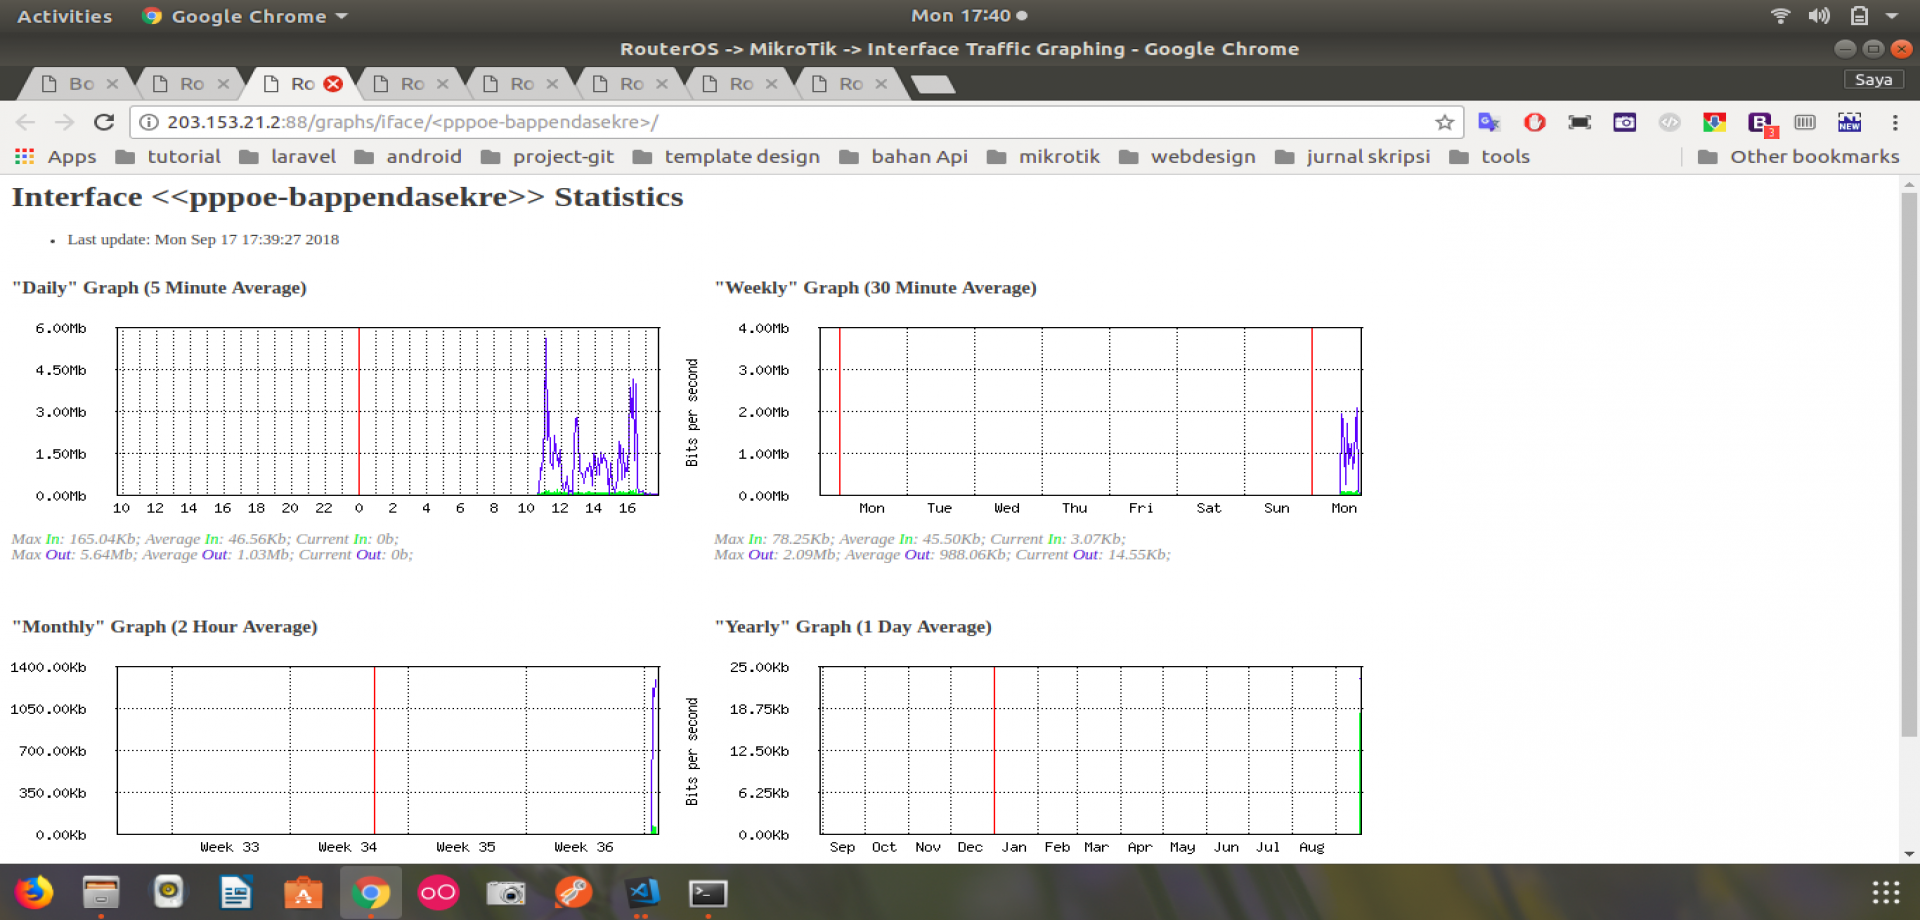 Activities Google Chrome Mon 17:40
RouterOS -> MikroTik -> Interface Traffic Graphing - Google Chrome
Bo Ro Ro Ro Ro Ro Ro Ro Saya
203.153.21.2:88/graphs/iface/<pppoe-bappendasekre>/ 3 NEW
Apps tutorial laravel android project-git template design bahan Api mikrotik webdesign jurnal skripsi tools Other bookmarks
Interface <<pppoe-bappendasekre>> Statistics
• Last update: Mon Sep 17 17:39:27 2018
"Daily" Graph (5 Minute Average)
6.00Mb
4.50Mb
3.00Mb
1.50Mb
0.00Mb
10 12 14 16 18 20 22 0 2 4 6 8 10 12 14 16
Bits per second
Max In: 165.04Kb; Average In: 46.56Kb; Current In: 0b;
Max Out: 5.64Mb; Average Out: 1.03Mb; Current Out: 0b;
"Weekly" Graph (30 Minute Average)
4.00Mb
3.00Mb
2.00Mb
1.00Mb
0.00Mb
Mon Tue Wed Thu Fri Sat Sun Mon
Max In: 78.25Kb; Average In: 45.50Kb; Current In: 3.07Kb;
Max Out: 2.09Mb; Average Out: 988.06Kb; Current Out: 14.55Kb;
"Monthly" Graph (2 Hour Average)
1400.00Kb
1050.00Kb
700.00Kb
350.00Kb
0.00Kb
Week 33 Week 34 Week 35 Week 36
Bits per second
"Yearly" Graph (1 Day Average)
25.00Kb
18.75Kb
12.50Kb
6.25Kb
0.00Kb
Sep Oct Nov Dec Jan Feb Mar Apr May Jun Jul Aug